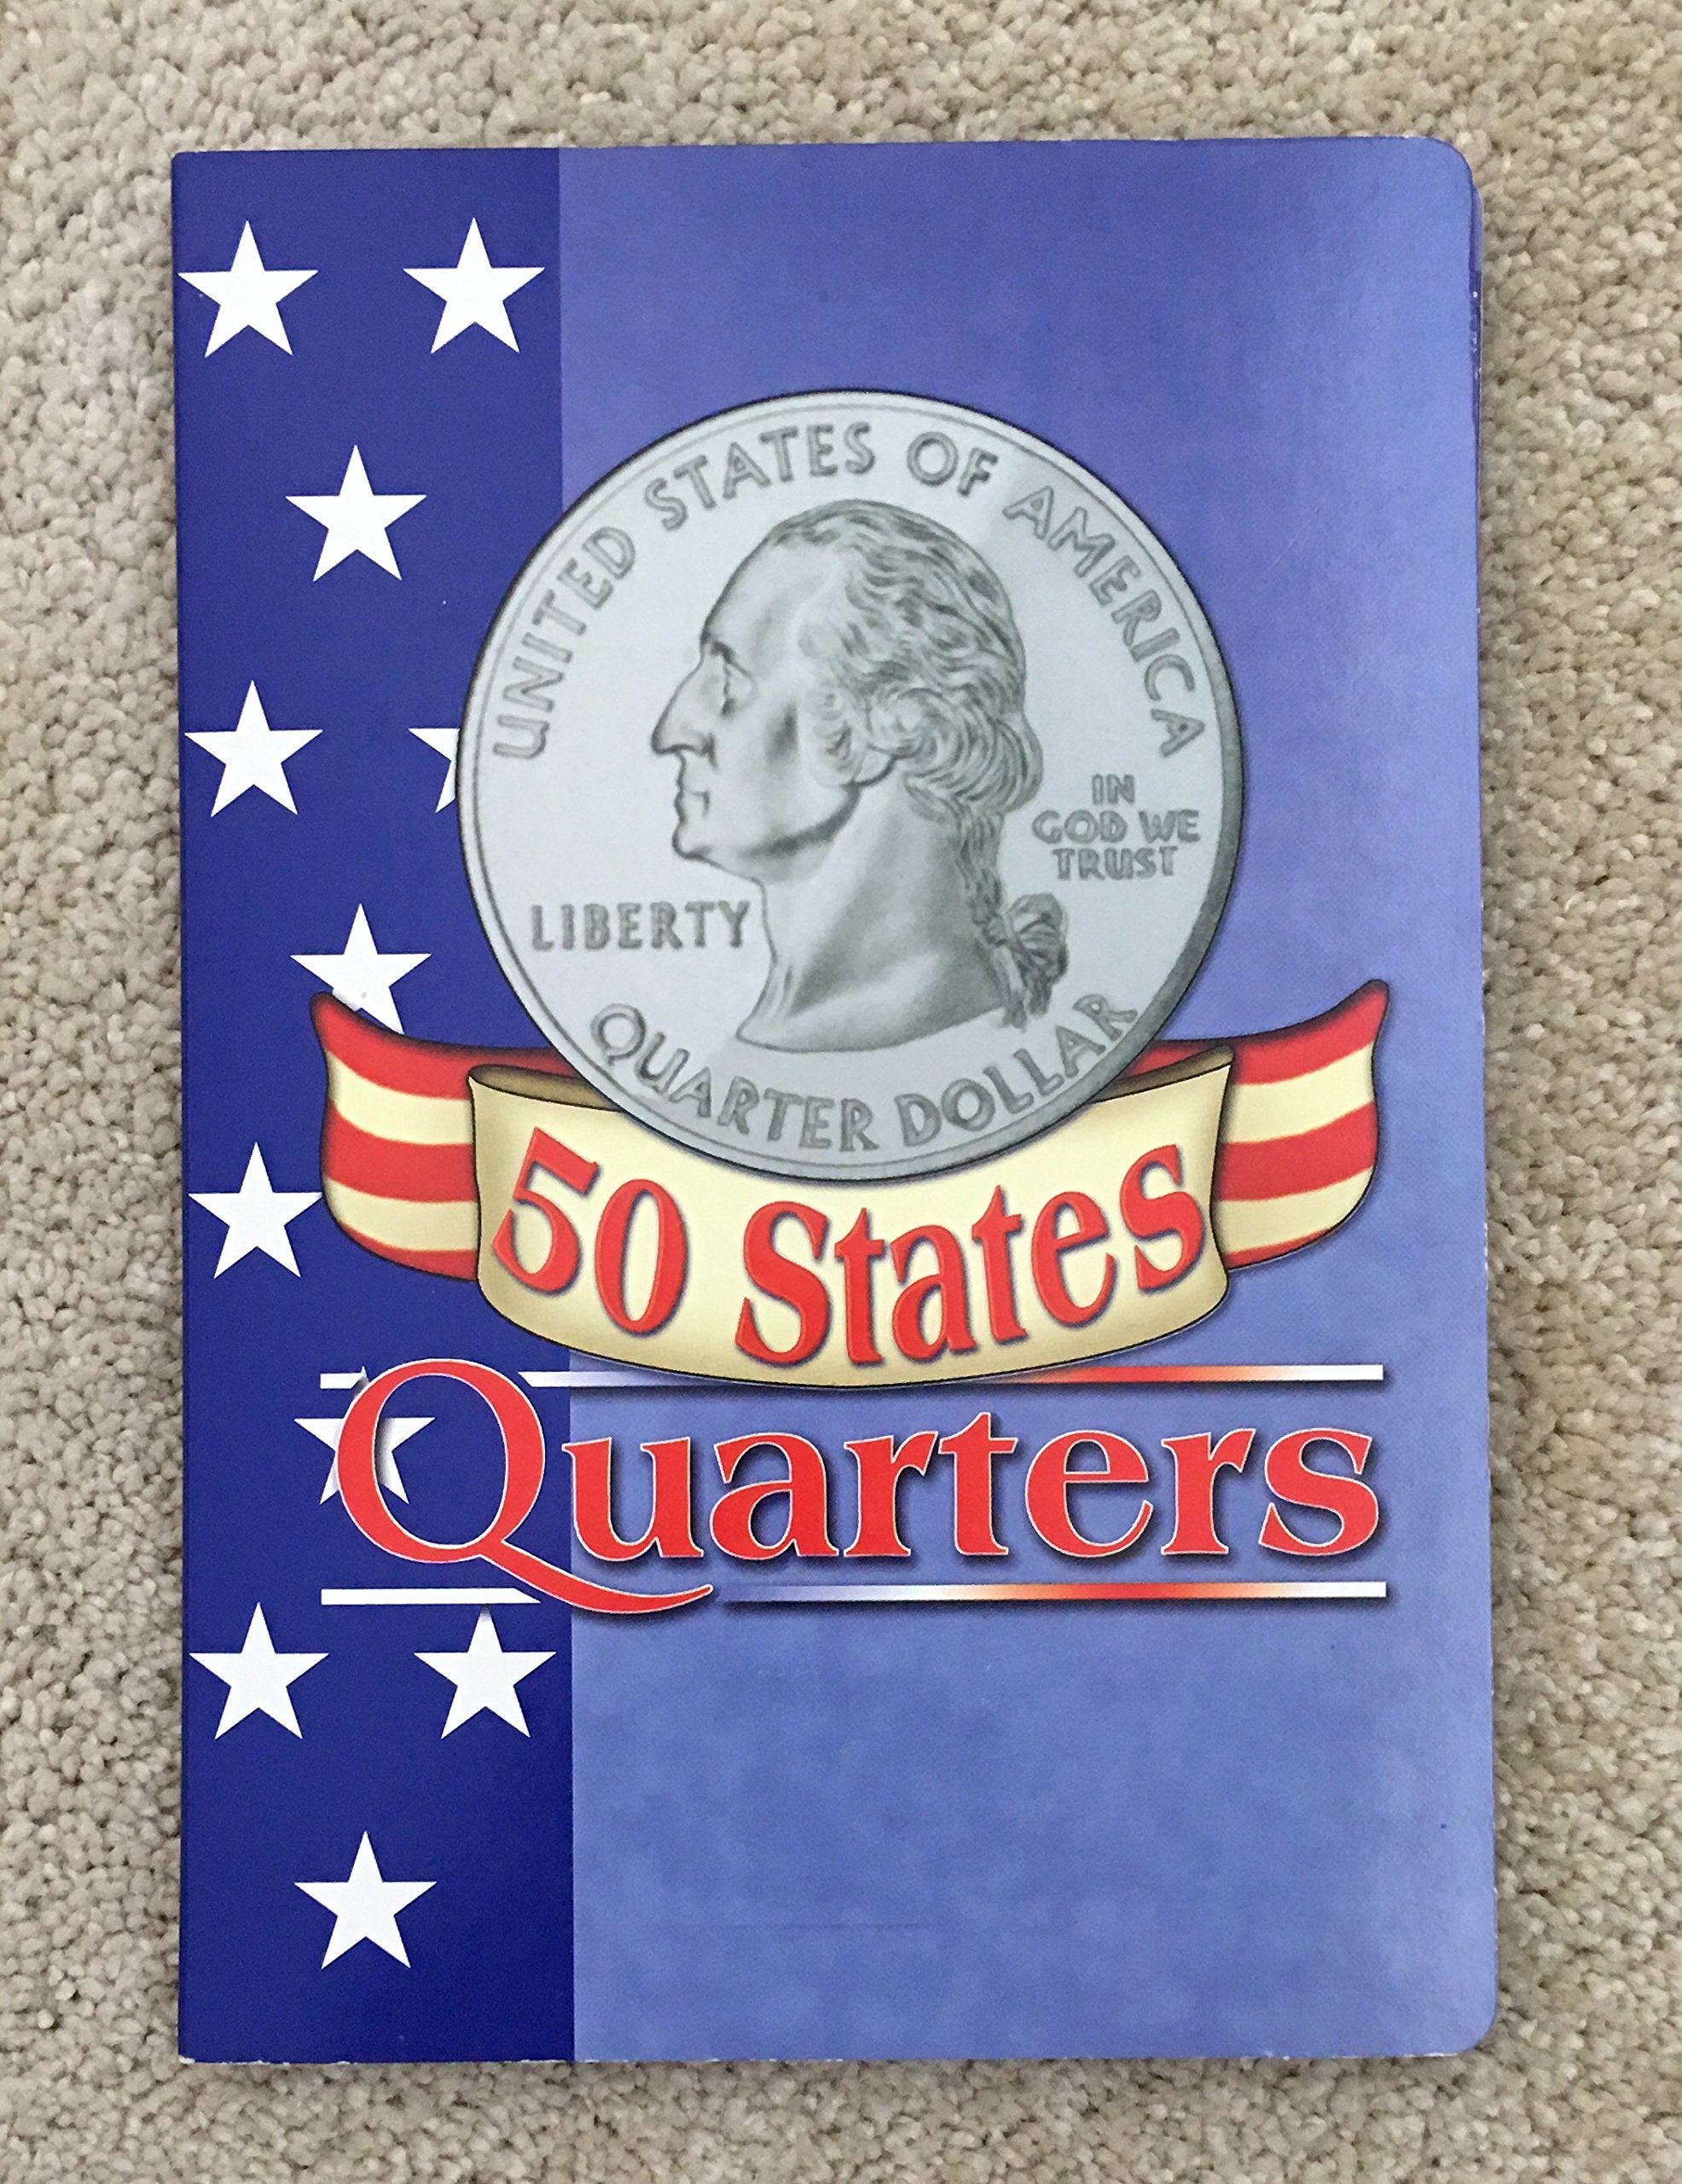 UNITED STATES OF AMERICA
IN
GOD WE
TRUST
LIBERTY
QUARTER DOLLAR
50 States
Quarters